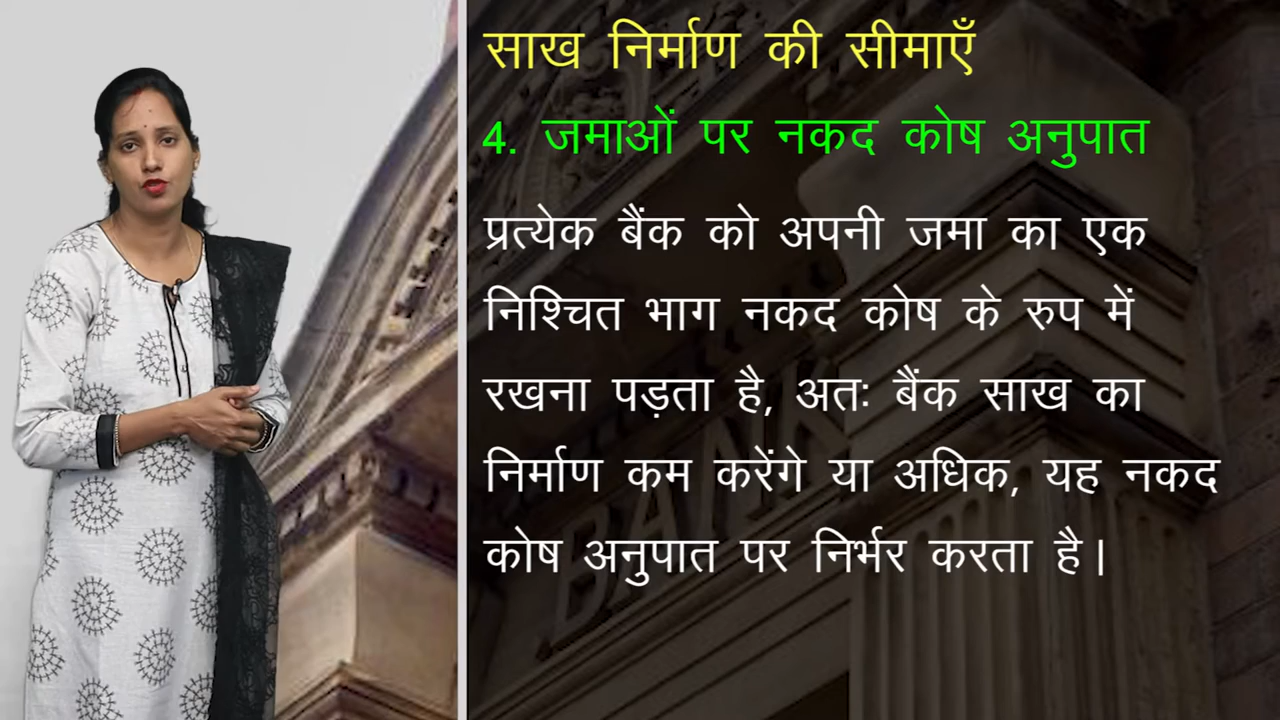 साख निर्माण की सीमाएँ
4. जमाओं पर नकद कोष अनुपात
प्रत्येक बैंक को अपनी जमा का एक
निश्चित भाग नकद कोष के रुप में
रखना पड़ता है, अतः बैंक साख का
निर्माण कम करेंगे या अधिक, यह नकद
कोष अनुपात पर निर्भर करता है|
BANK